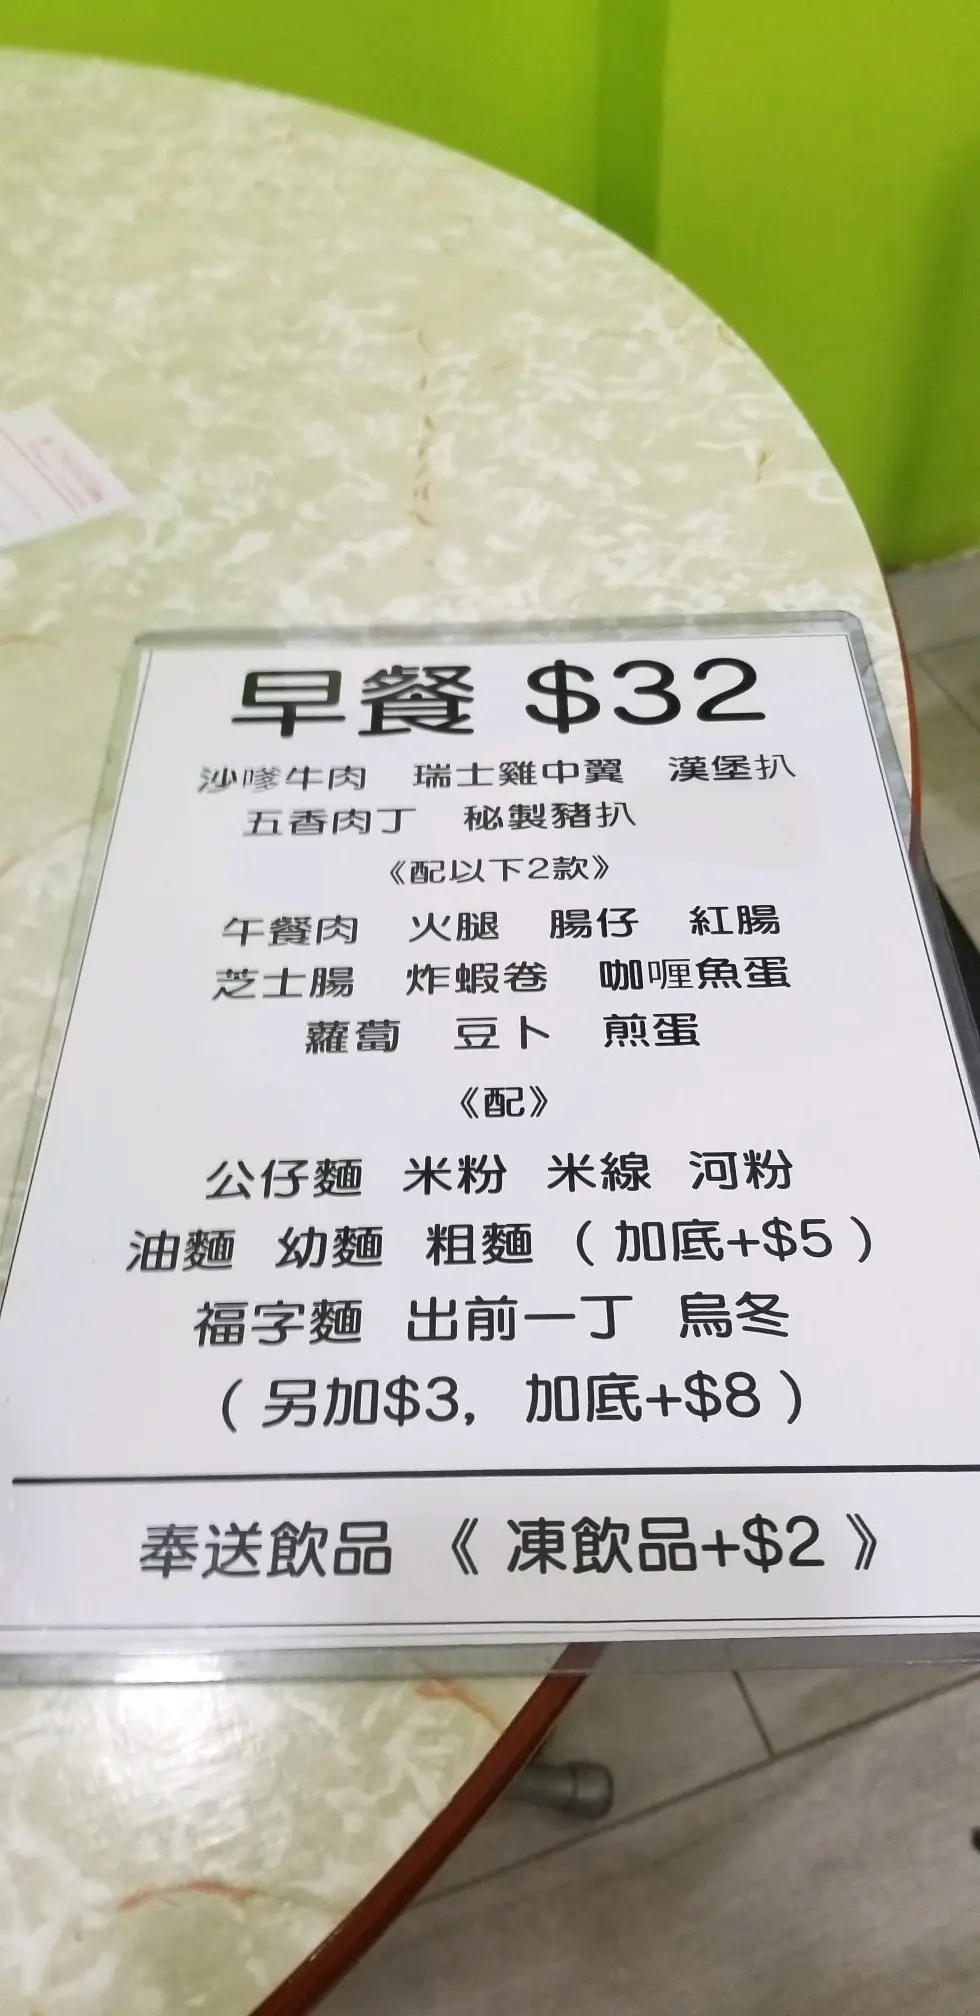 早餐 $32
沙嗲牛肉 瑞士雞中翼 漢堡扒
五香肉丁 秘製豬扒
《配以下2款》
午餐肉 火腿 腸仔 紅腸
芝士腸 炸蝦卷 咖喱魚蛋
蘿蔔 豆卜 煎蛋
《配》
公仔麵 米粉 米線 河粉
油麵 幼麵 粗麵 (加底+$5)
福字麵 出前一丁 烏冬
(另加$3, 加底+$8)
奉送飲品 《凍飲品+$2》